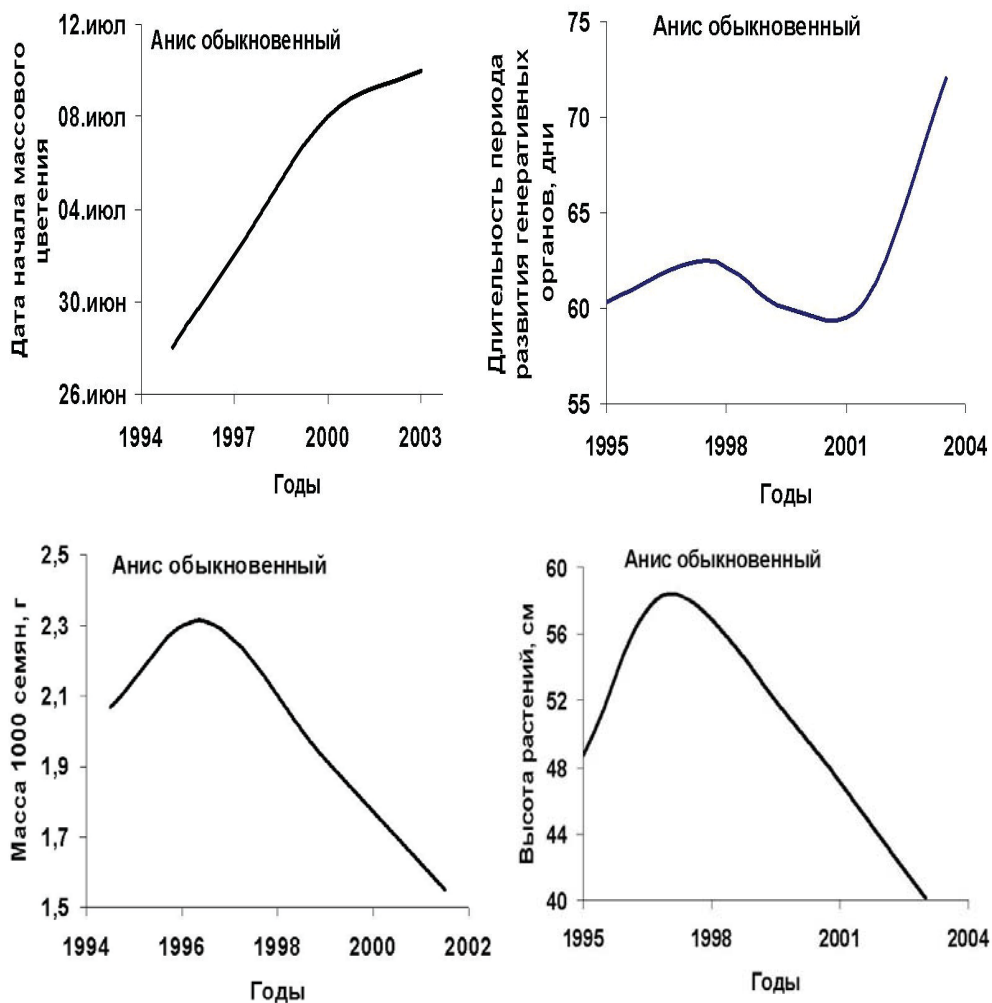 Анис обыкновенный
Дата начала массового
цветения
12.июл
08.июл
04.июл
30.июн
26.июн
1994 1997 2000 2003
Годы
Анис обыкновенный
Длительность периода
развития генеративных
органов, дни
75
70
65
60
55
1995 1998 2001 2004
Годы
Анис обыкновенный
Масса 1000 семян, г
2,5
2,3
2,1
1,9
1,7
1,5
1994 1996 1998 2000 2002
Годы
Анис обыкновенный
Высота растений, см
60
56
52
48
44
40
1995 1998 2001 2004
Годы